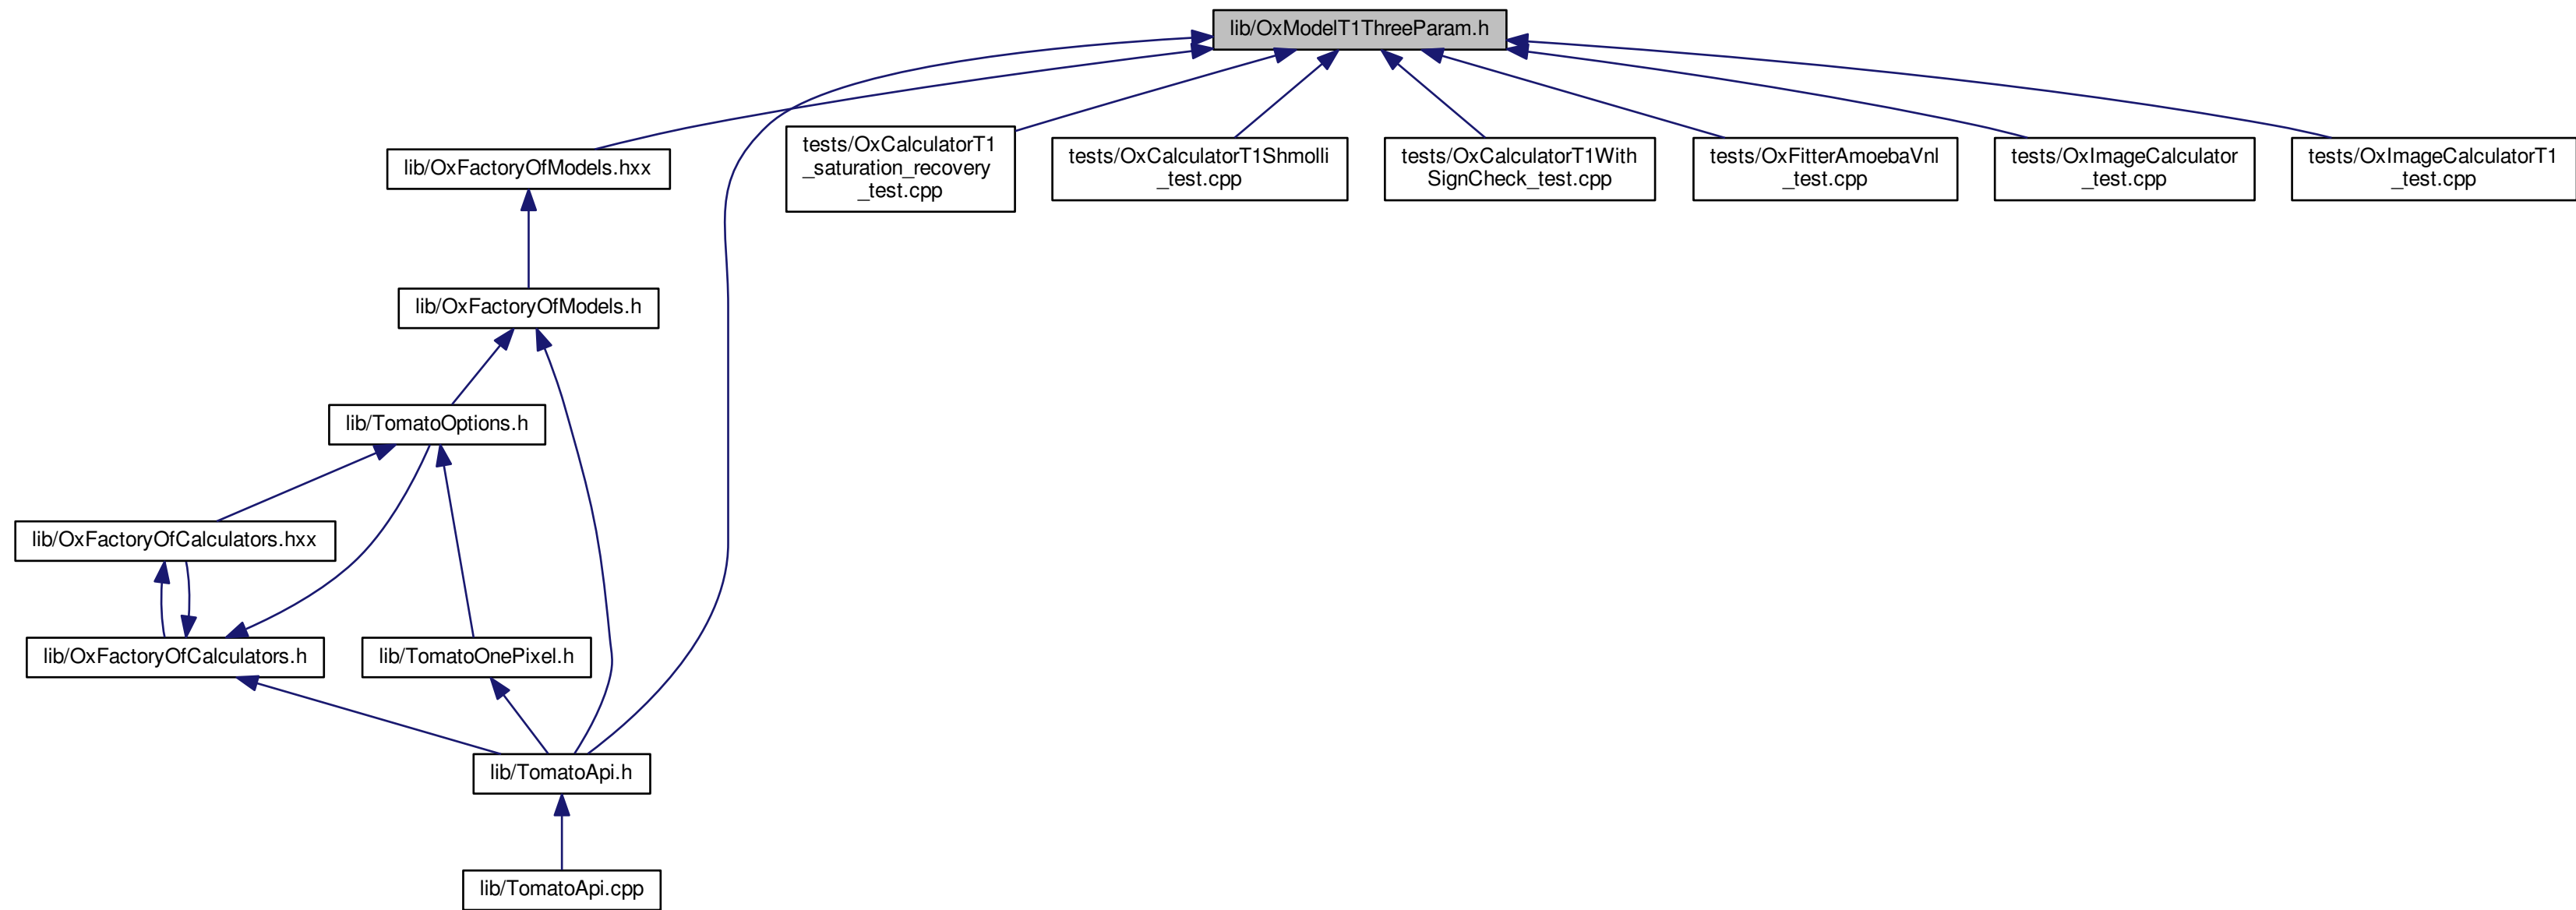 lib/OxModelT1ThreeParam.h
lib/OxFactoryOfModels.hxx
tests/OxCalculatorT1
_saturation_recovery
_test.cpp
tests/OxCalculatorT1Shmolli
_test.cpp
tests/OxCalculatorT1With
SignCheck_test.cpp
tests/OxFitterAmoebaVnl
_test.cpp
tests/OxImageCalculator
_test.cpp
tests/OxImageCalculatorT1
_test.cpp
lib/OxFactoryOfModels.h
lib/TomatoOptions.h
lib/OxFactoryOfCalculators.hxx
lib/OxFactoryOfCalculators.h
lib/TomatoOnePixel.h
lib/TomatoApi.h
lib/TomatoApi.cpp